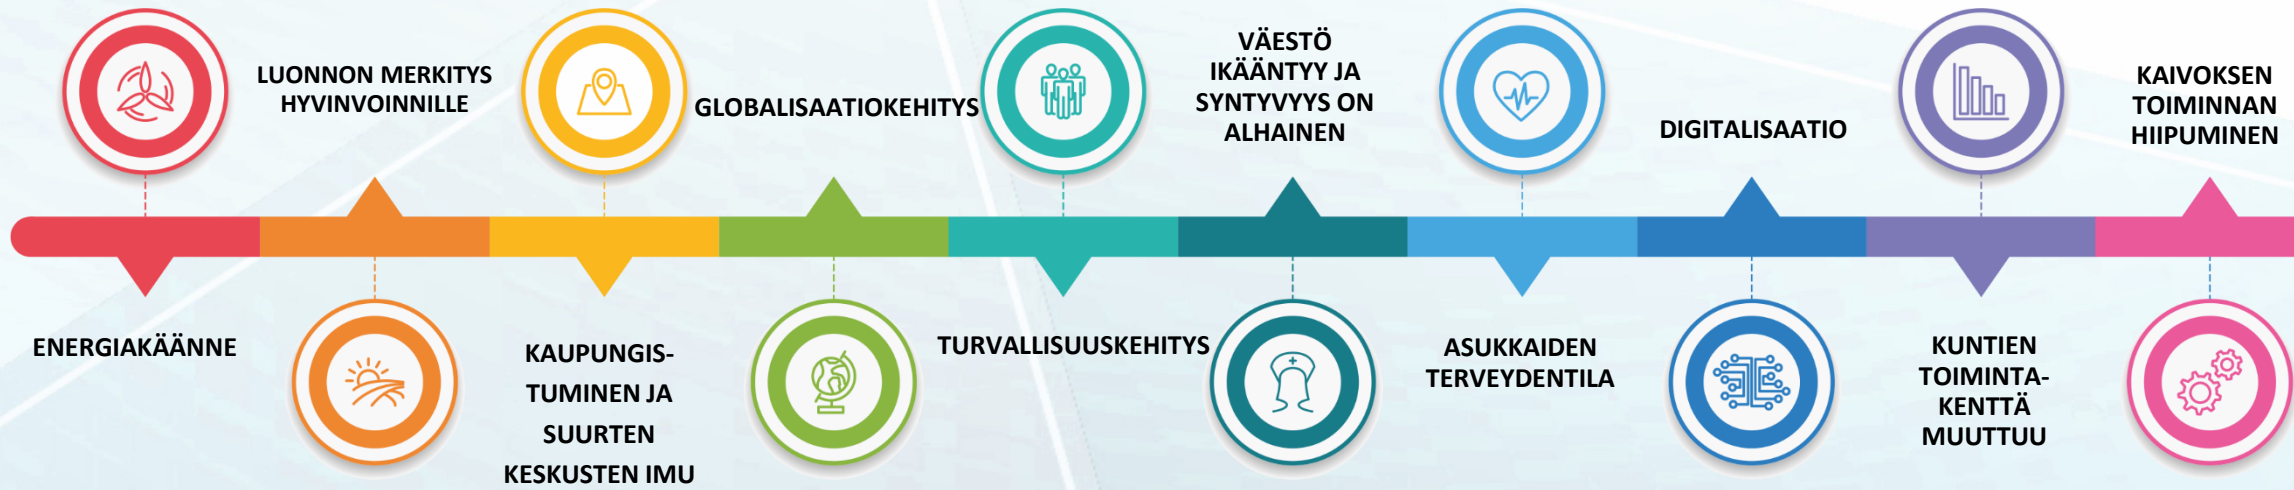 ENERGIAKÄÄNNE
LUONNON MERKITYS
HYVINVOINNILLE
KAUPUNGIS-
TUMINEN JA
SUURTEN
KESKUSTEN IMU
GLOBALISAATIOKEHITYS
TURVALLISUUSKEHITYS
VÄESTÖ
IKÄÄNTYY JA
SYNTYVYYS ON
ALHAINEN
ASUKKAIDEN
TERVEYDENTILA
DIGITALISAATIO
KUNTIEN
TOIMINTA-
KENTTÄ
MUUTTUU
KAIVOKSEN
TOIMINNAN
HIIPUMINEN